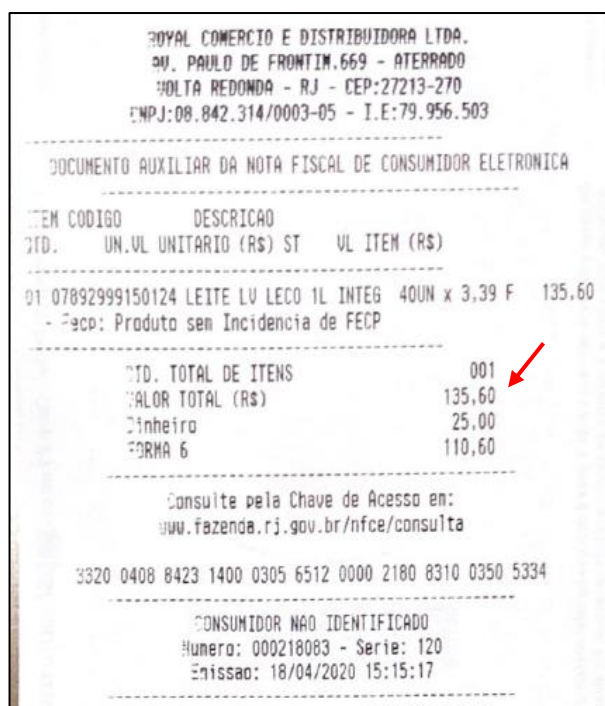 ROYAL COMERCIO E DISTRIBUIDORA LTDA.
AV. PAULO DE FRONTIM.669 - ATERRADO
VOLTA REDONDA - RJ - CEP:27213-270
CNPJ:08.842.314/0003-05 - I.E:79.956.503
DOCUMENTO AUXILIAR DA NOTA FISCAL DE CONSUMIDOR ELETRONICA
ITEM CODIGO DESCRICAO
QTD. UN.VL UNITARIO (R$) ST VL ITEM (R$)
01 07892999150124 LEITE LV LECO 1L INTEG 40UN x 3,39 F 135,60
- Fecp: Produto sem Incidencia de FECP
QTD. TOTAL DE ITENS 001
VALOR TOTAL (R$) 135,60
Dinheiro 25,00
FORMA 6 110,60
Consulte pela Chave de Acesso em:
www.fazenda.rj.gov.br/nfce/consulta
3320 0408 8423 1400 0305 6512 0000 2180 8310 0350 5334
CONSUMIDOR NAO IDENTIFICADO
Numero: 000218083 - Serie: 120
Emissao: 18/04/2020 15:15:17